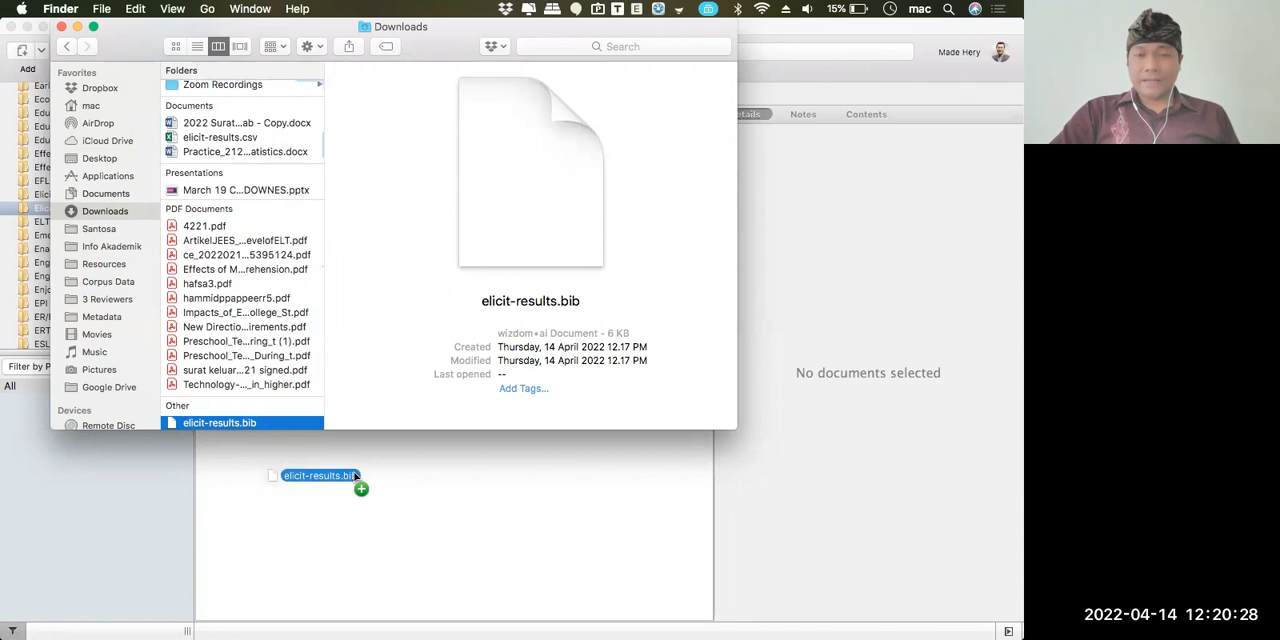 Finder File Edit View Go Window Help
15% mac
Downloads
Search
Add
Made Hery
Favorites
Dropbox
mac
AirDrop
iCloud Drive
Desktop
Applications
Documents
Downloads
Santosa
Info Akademik
Resources
Corpus Data
3 Reviewers
Metadata
Movies
Music
Pictures
Google Drive
Devices
Remote Disc
Folders
Zoom Recordings
Documents
2022 Surat...ab - Copy.docx
elicit-results.csv
Practice_212...atistics.docx
Presentations
March 19 C...DOWNES.pptx
PDF Documents
4221.pdf
ArtikelJEES_...evelofELT.pdf
ce_2022021...5395124.pdf
Effects of M...rehension.pdf
hafsa3.pdf
hammidppappeerr5.pdf
Impacts_of_E...ollege_St.pdf
New Directio...irements.pdf
Preschool_Te...ring_t (1).pdf
Preschool_Te..._During_t.pdf
surat keluar...21 signed.pdf
Technology-..._in_higher.pdf
Other
elicit-results.bib
elicit-results.bib
wizdom•ai Document - 6 KB
Created Thursday, 14 April 2022 12.17 PM
Modified Thursday, 14 April 2022 12.17 PM
Last opened --
Add Tags...
elicit-results.bib
Notes
Contents
No documents selected
Filter by P
All
2022-04-14 12:20:28